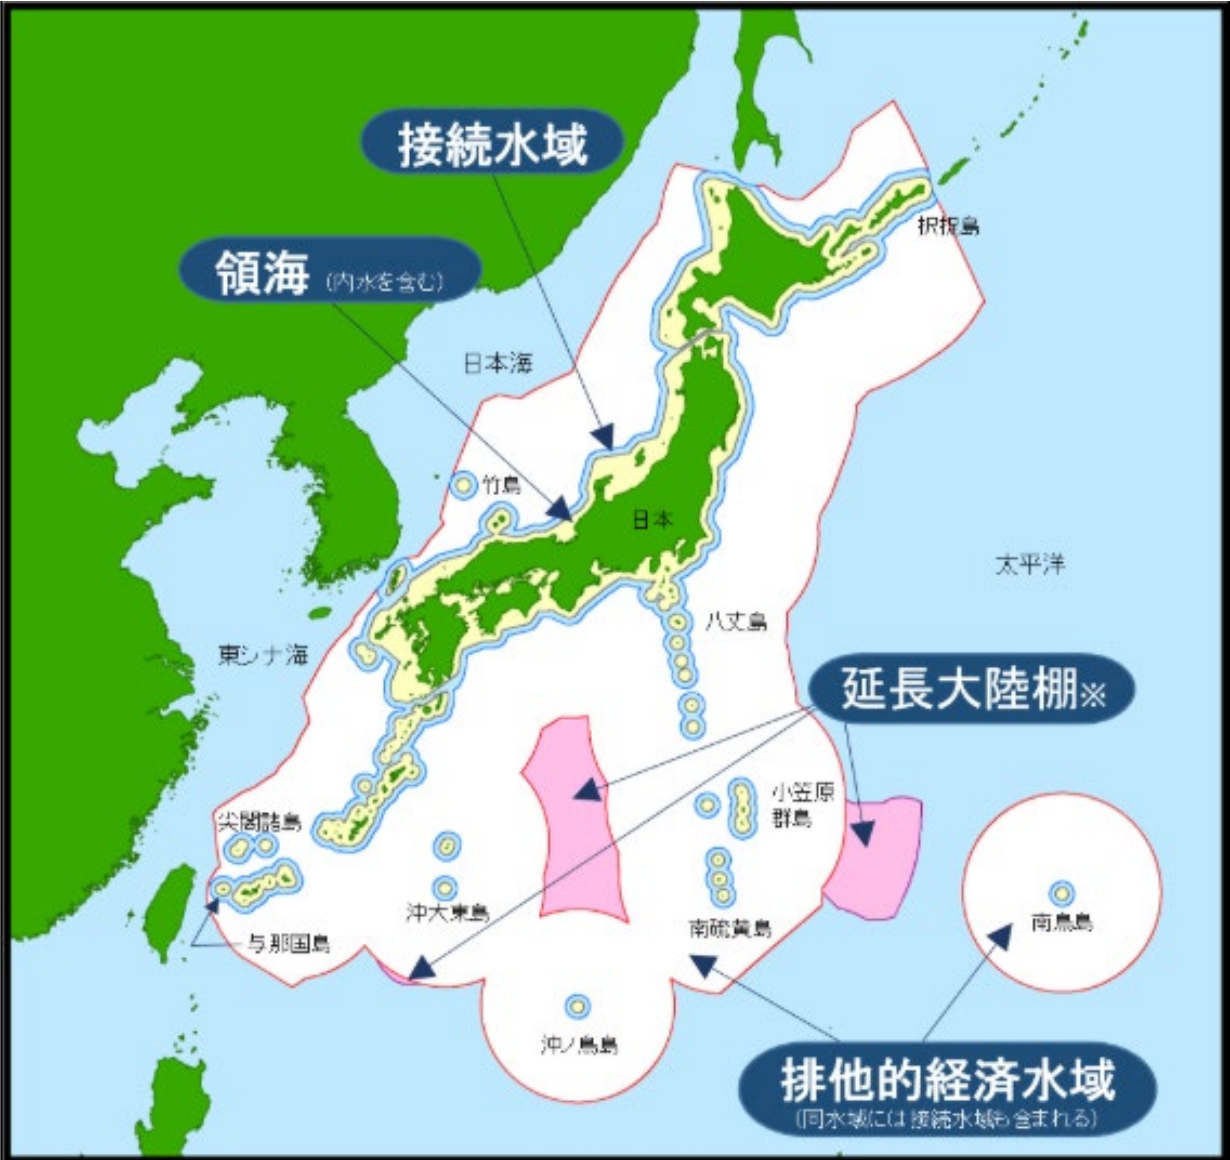 接続水域
領海（内水を含む）
択捉島
日本海
竹島
日本
太平洋
東シナ海
八丈島
延長大陸棚※
小笠原
群島
尖閣諸島
沖大東島
南硫黄島
南鳥島
与那国島
沖ノ鳥島
排他的経済水域
（同水域には接続水域も含まれる）